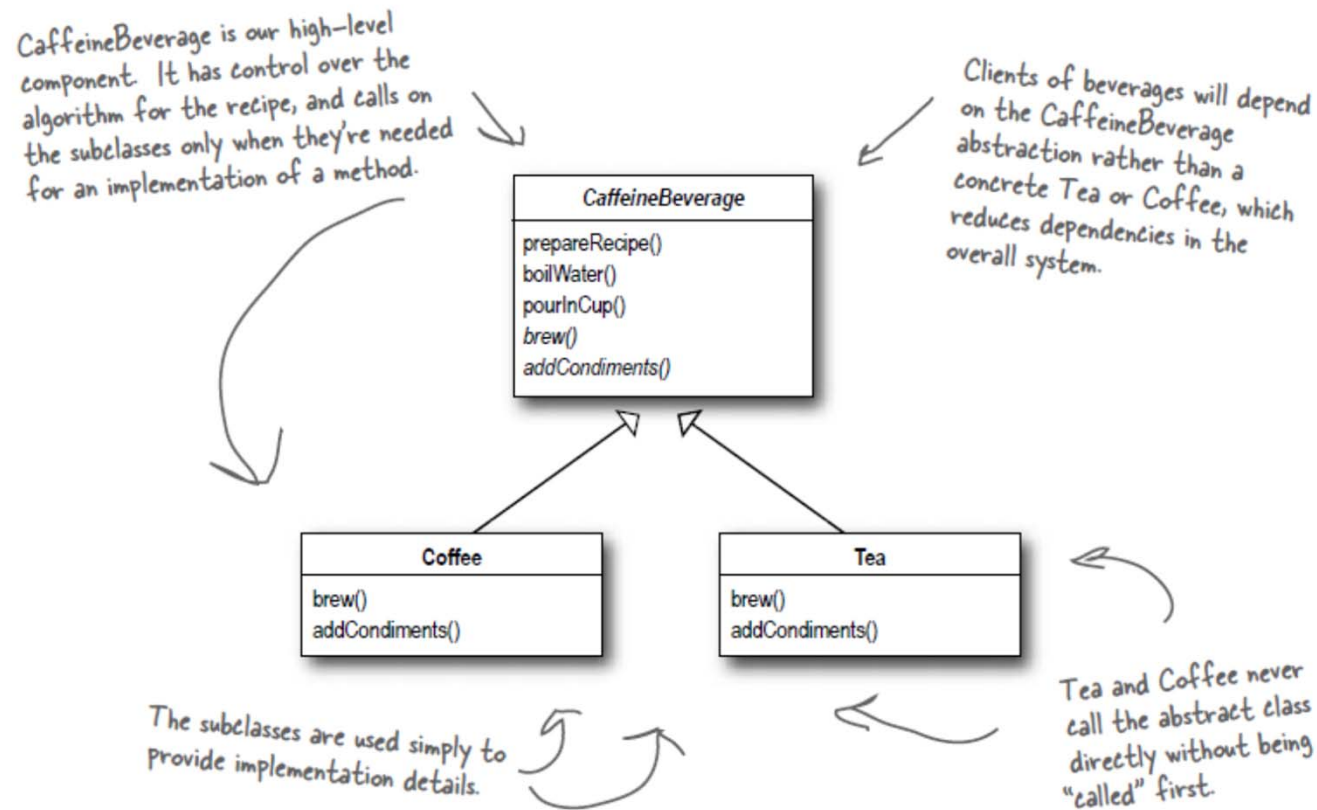 CaffeineBeverage is our high-level
component. It has control over the
algorithm for the recipe, and calls on
the subclasses only when they're needed
for an implementation of a method.
Clients of beverages will depend
on the CaffeineBeverage
abstraction rather than a
concrete Tea or Coffee, which
reduces dependencies in the
overall system.
CaffeineBeverage
prepareRecipe()
boilWater()
pourInCup()
brew()
addCondiments()
Coffee
brew()
addCondiments()
Tea
brew()
addCondiments()
The subclasses are used simply to
provide implementation details.
Tea and Coffee never
call the abstract class
directly without being
"called" first.